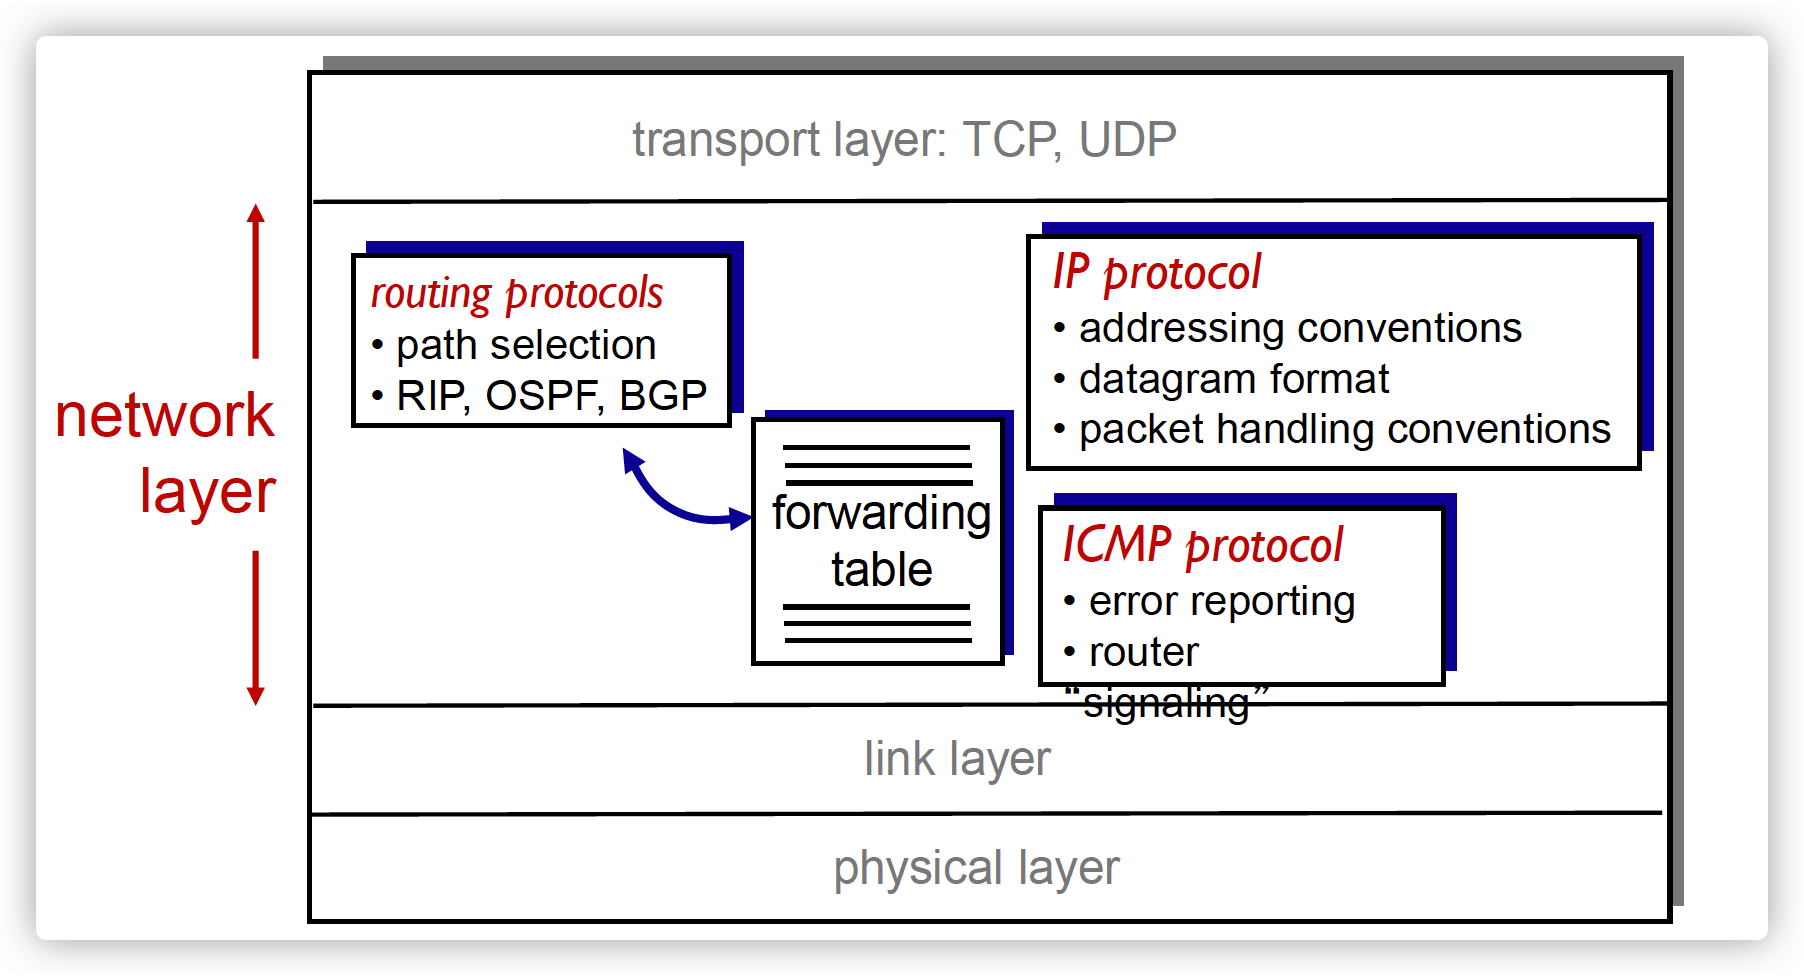 transport layer: TCP, UDP
network
layer
routing protocols
• path selection
• RIP, OSPF, BGP
forwarding
table
IP protocol
• addressing conventions
• datagram format
• packet handling conventions
ICMP protocol
• error reporting
• router
“signaling”
link layer
physical layer